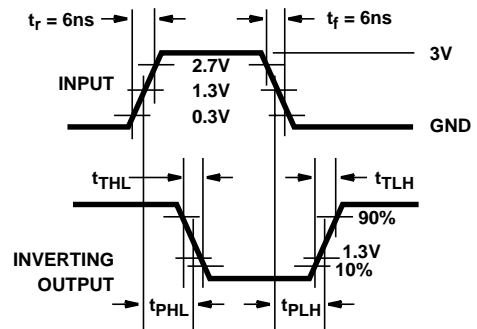 tr = 6ns
tf = 6ns
3V
2.7V
INPUT
1.3V
0.3V
GND
tTHL
tTLH
90%
INVERTING
OUTPUT
1.3V
10%
tPHL
tPLH